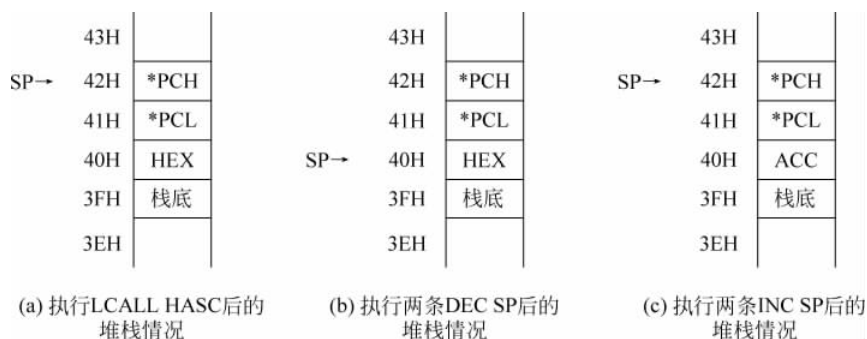 43H
SP→ 42H *PCH
41H *PCL
40H HEX
3FH 栈底
3EH
(a) 执行LCALL HASC后的
堆栈情况
43H
42H *PCH
41H *PCL
SP→ 40H HEX
3FH 栈底
3EH
(b) 执行两条DEC SP后的
堆栈情况
43H
SP→ 42H *PCH
41H *PCL
40H ACC
3FH 栈底
3EH
(c) 执行两条INC SP后的
堆栈情况